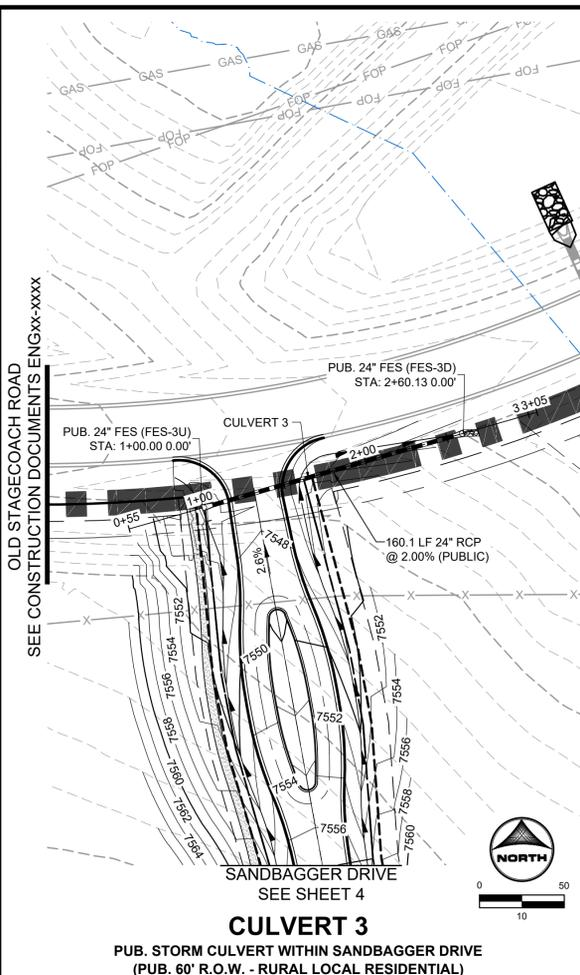 GAS
GAS
GAS
GAS
GAS
FOP
FOP
FOP
FOP
FOP
FOP
FOP
FOP
FOP
OLD STAGECOACH ROAD
SEE CONSTRUCTION DOCUMENTS ENGxx-xxxx
PUB. 24" FES (FES-3D)
STA: 2+60.13 0.00'
CULVERT 3
PUB. 24" FES (FES-3U)
STA: 1+00.00 0.00'
3+05
2+00
1+00
0+55
160.1 LF 24" RCP
@ 2.00% (PUBLIC)
7548
2.6%
X
X
X
X
X
7552
7554
7556
7558
7560
7562
7564
7550
7552
7554
7556
7552
7554
7556
7558
7560
NORTH
0
50
10
SANDBAGGER DRIVE
SEE SHEET 4
CULVERT 3
PUB. STORM CULVERT WITHIN SANDBAGGER DRIVE
(PUB. 60' R.O.W. - RURAL LOCAL RESIDENTIAL)